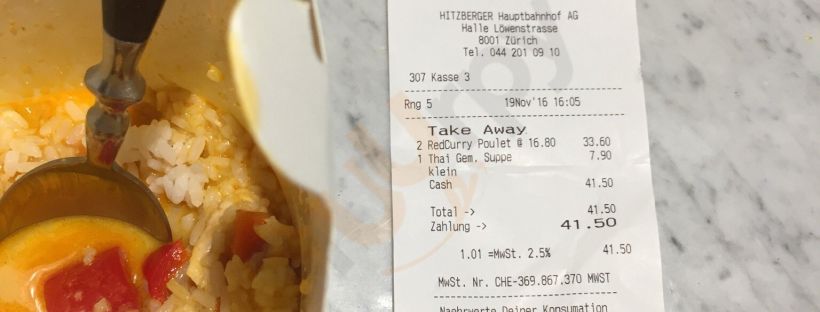 HITZBERGER Hauptbahnhof AG
Halle Löwenstrasse
8001 Zürich
Tel. 044 201 09 10
307 Kasse 3
Rng 5 19Nov'16 16:05
Take Away
2 RedCurry Poulet @ 16.80 33.60
1 Thai Gem. Suppe 7.90
klein
Cash 41.50
Total -> 41.50
Zahlung -> 41.50
1.01 =MwSt. 2.5% 41.50
MwSt. Nr. CHE-369.867.370 MWST
Naehrwerte Deiner Konsumation